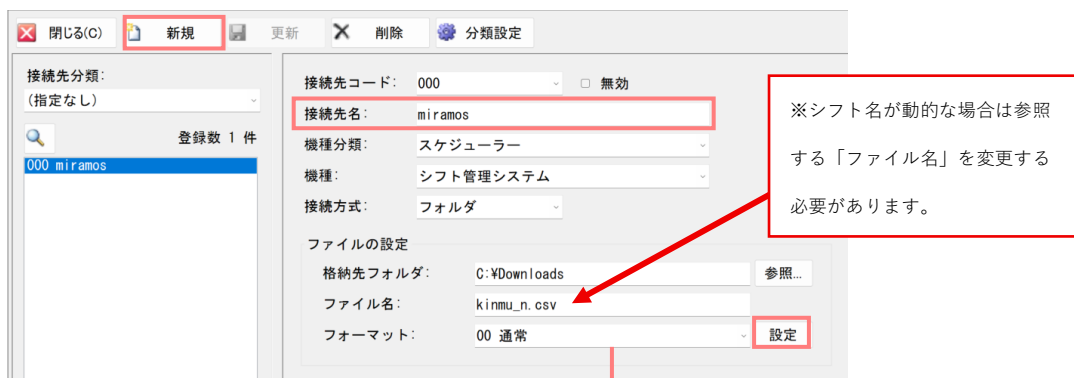 閉じる(C) 新規 更新 削除 分類設定
接続先分類:
(指定なし)
登録数 1 件
000 miramos
接続先コード: 000 無効
接続先名: miramos
機種分類: スケジューラー
機種: シフト管理システム
接続方式: フォルダ
ファイルの設定
格納先フォルダ: C:¥Downloads 参照...
ファイル名: kinmu_n.csv
フォーマット: 00 通常 設定
※シフト名が動的な場合は参照
する「ファイル名」を変更する
必要があります。